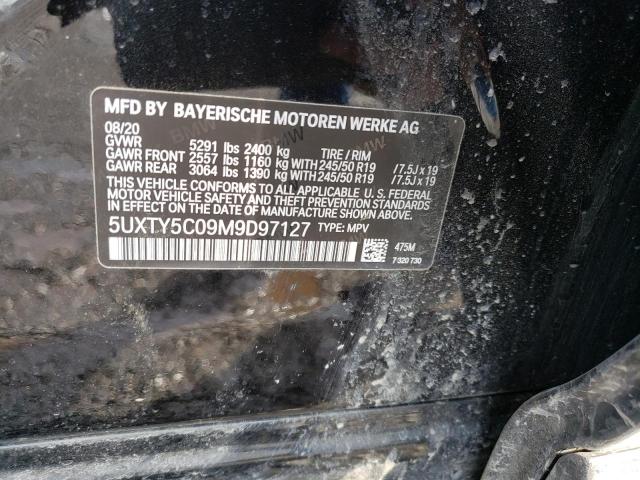 MFD BY BAYERISCHE MOTOREN WERKE AG
08/20
GVWR 5291 lbs 2400 kg TIRE / RIM
GAWR FRONT 2557 lbs 1160 kg WITH 245/50 R19 / 7.5J x 19
GAWR REAR 3064 lbs 1390 kg WITH 245/50 R19 / 7.5J x 19
THIS VEHICLE CONFORMS TO ALL APPLICABLE U.S. FEDERAL
MOTOR VEHICLE SAFETY AND THEFT PREVENTION STANDARDS
IN EFFECT ON THE DATE OF MANUFACTURE SHOWN ABOVE.
5UXTY5C09M9D97127 TYPE: MPV
475M
7 320 730